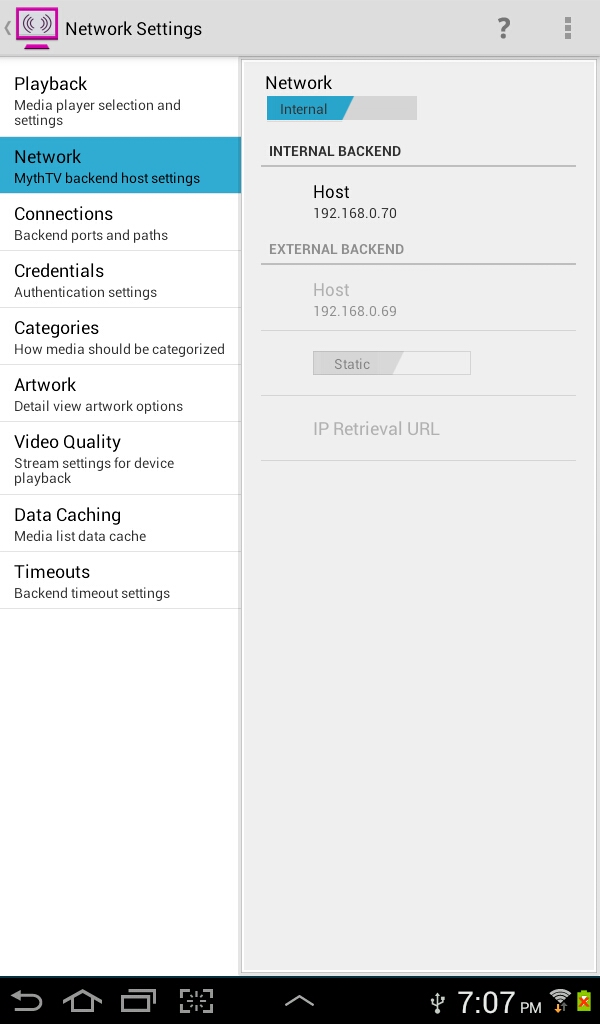 Network Settings
?
Playback
Media player selection and
settings
Network
MythTV backend host settings
Connections
Backend ports and paths
Credentials
Authentication settings
Categories
How media should be categorized
Artwork
Detail view artwork options
Video Quality
Stream settings for device
playback
Data Caching
Media list data cache
Timeouts
Backend timeout settings
Network
Internal
INTERNAL BACKEND
Host
192.168.0.70
EXTERNAL BACKEND
Host
192.168.0.69
Static
IP Retrieval URL
7:07 PM